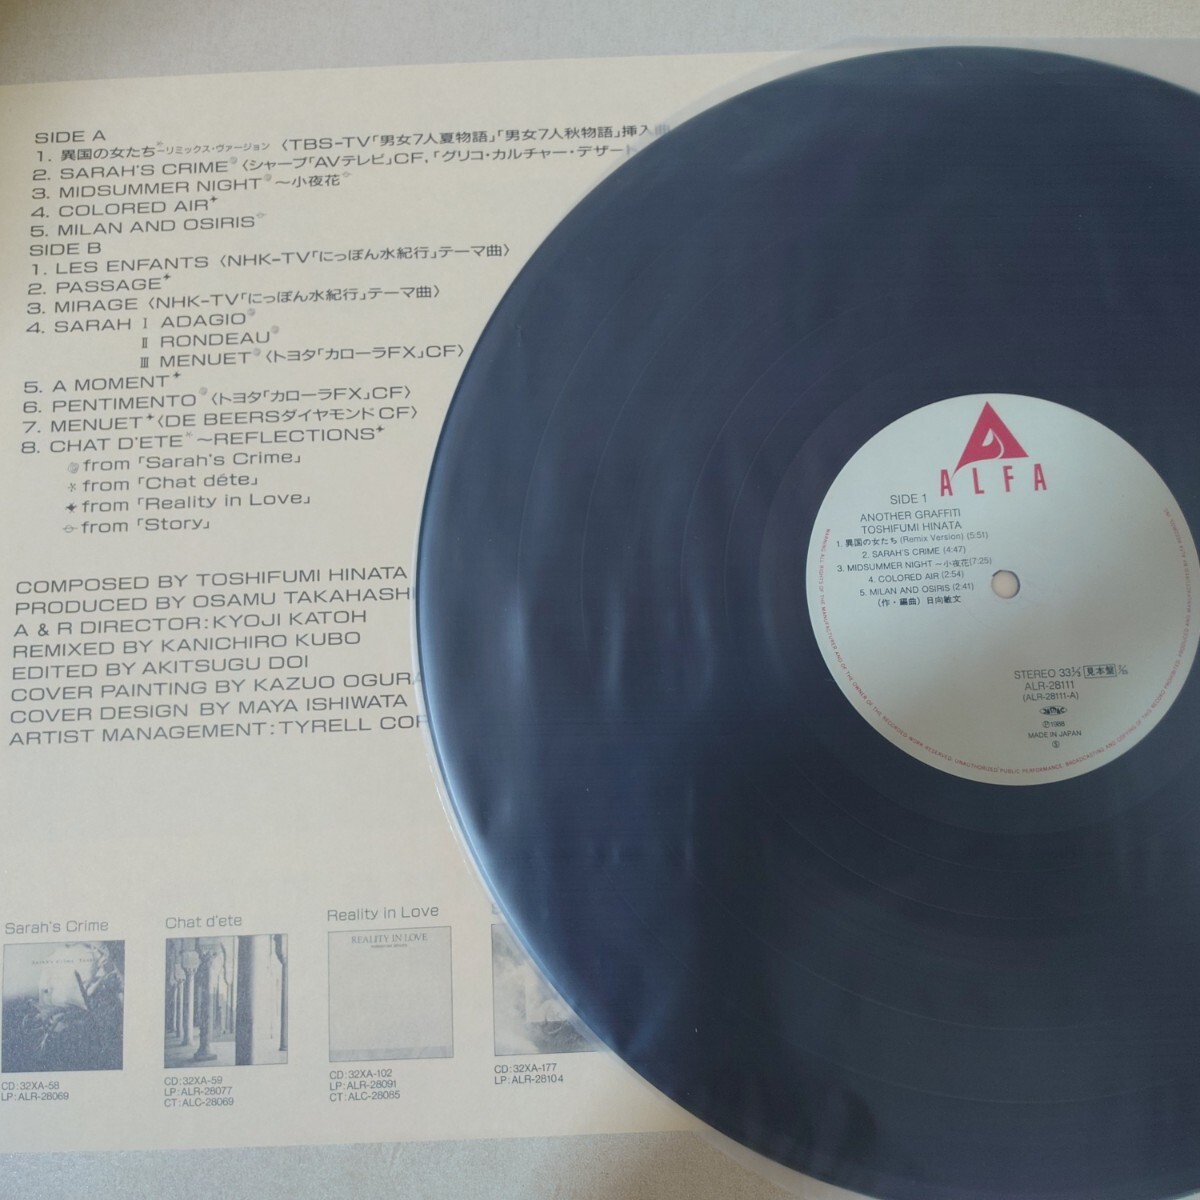 SIDE A
1. 異国の女たち-リミックス・ヴァージョン 〈TBS-TV「男女7人夏物語」「男女7人秋物語」挿入曲
2. SARAH'S CRIME 〈シャープ「AVテレビ」CF,「グリコ・カルチャー・デザート
3. MIDSUMMER NIGHT 〜小夜花
4. COLORED AIR
5. MILAN AND OSIRIS
SIDE B
1. LES ENFANTS 〈NHK-TV「にっぽん水紀行」テーマ曲〉
2. PASSAGE
3. MIRAGE 〈NHK-TV「にっぽん水紀行」テーマ曲〉
4. SARAH Ⅰ ADAGIO
Ⅱ RONDEAU
Ⅲ MENUET 〈トヨタ「カローラFX」CF〉
5. A MOMENT
6. PENTIMENTO 〈トヨタ「カローラFX」CF〉
7. MENUET 〈DE BEERSダイヤモンドCF〉
8. CHAT D'ETE 〜REFLECTIONS
from 「Sarah's Crime」
from 「Chat déte」
from 「Reality in Love」
from 「Story」
COMPOSED BY TOSHIFUMI HINATA
PRODUCED BY OSAMU TAKAHASHI
A & R DIRECTOR:KYOJI KATOH
REMIXED BY KANICHIRO KUBO
EDITED BY AKITSUGU DOI
COVER PAINTING BY KAZUO OGURA
COVER DESIGN BY MAYA ISHIWATA
ARTIST MANAGEMENT:TYRELL COR
Sarah's Crime
CD:32XA-58
LP:ALR-28069
Chat d'ete
CD:32XA-59
LP:ALR-28077
CT:ALC-28069
Reality in Love
REALITY IN LOVE
CD:32XA-102
LP:ALR-28091
CT:ALC-28085
CD:32XA-177
LP:ALR-28104
ALFA
SIDE 1
ANOTHER GRAFFITI
TOSHIFUMI HINATA
1. 異国の女たち (Remix Version) (5:51)
2. SARAH'S CRIME (4:47)
3. MIDSUMMER NIGHT 〜小夜花(7:25)
4. COLORED AIR (2:54)
5. MILAN AND OSIRIS (2:41)
(作・編曲) 日向敏文
STEREO 33⅓ 見本盤
ALR-28111
(ALR-28111-A)
Ⓟ1988
MADE IN JAPAN
Ⓢ